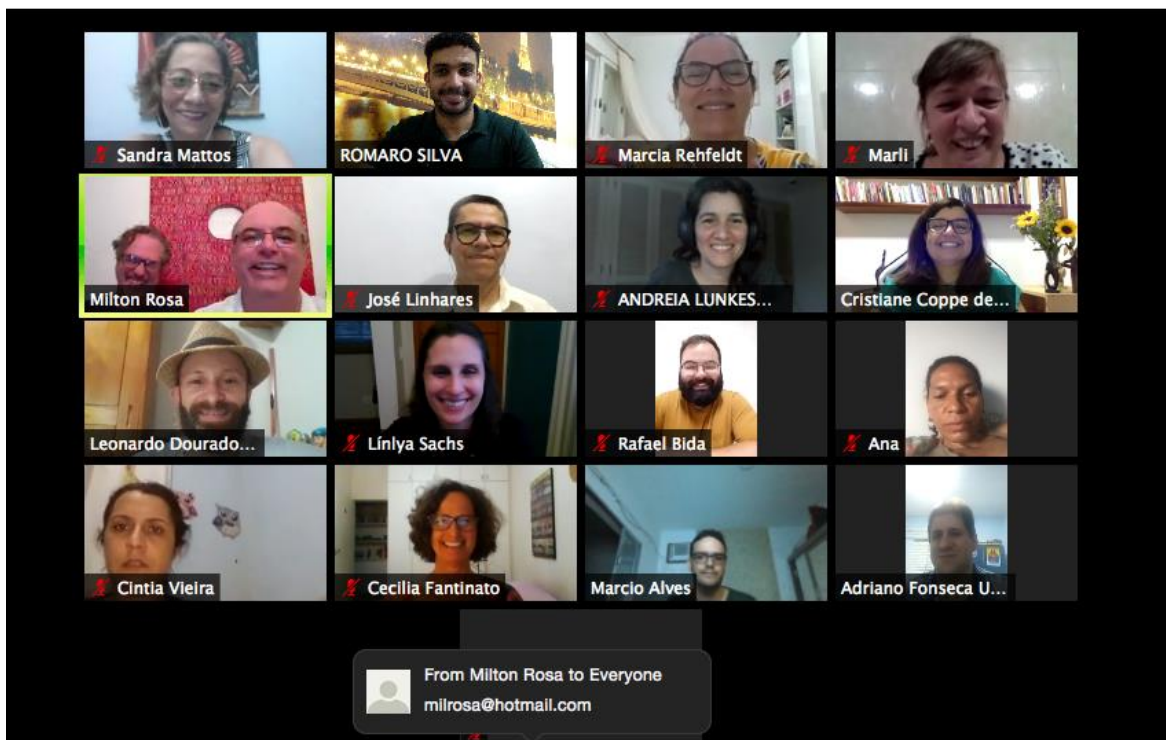 Sandra Mattos
ROMARO SILVA
Marcia Rehfeldt
Marli
Milton Rosa
José Linhares
ANDREIA LUNKES...
Cristiane Coppe de...
Leonardo Dourado...
Línlya Sachs
Rafael Bida
Ana
Cintia Vieira
Cecilia Fantinato
Marcio Alves
Adriano Fonseca U...
From Milton Rosa to Everyone
milrosa@hotmail.com